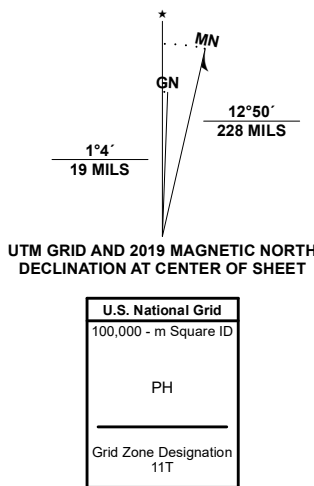 ★
MN
GN
12°50´
228 MILS
1°4´
19 MILS
UTM GRID AND 2019 MAGNETIC NORTH
DECLINATION AT CENTER OF SHEET
U.S. National Grid
100,000 - m Square ID
PH
Grid Zone Designation
11T